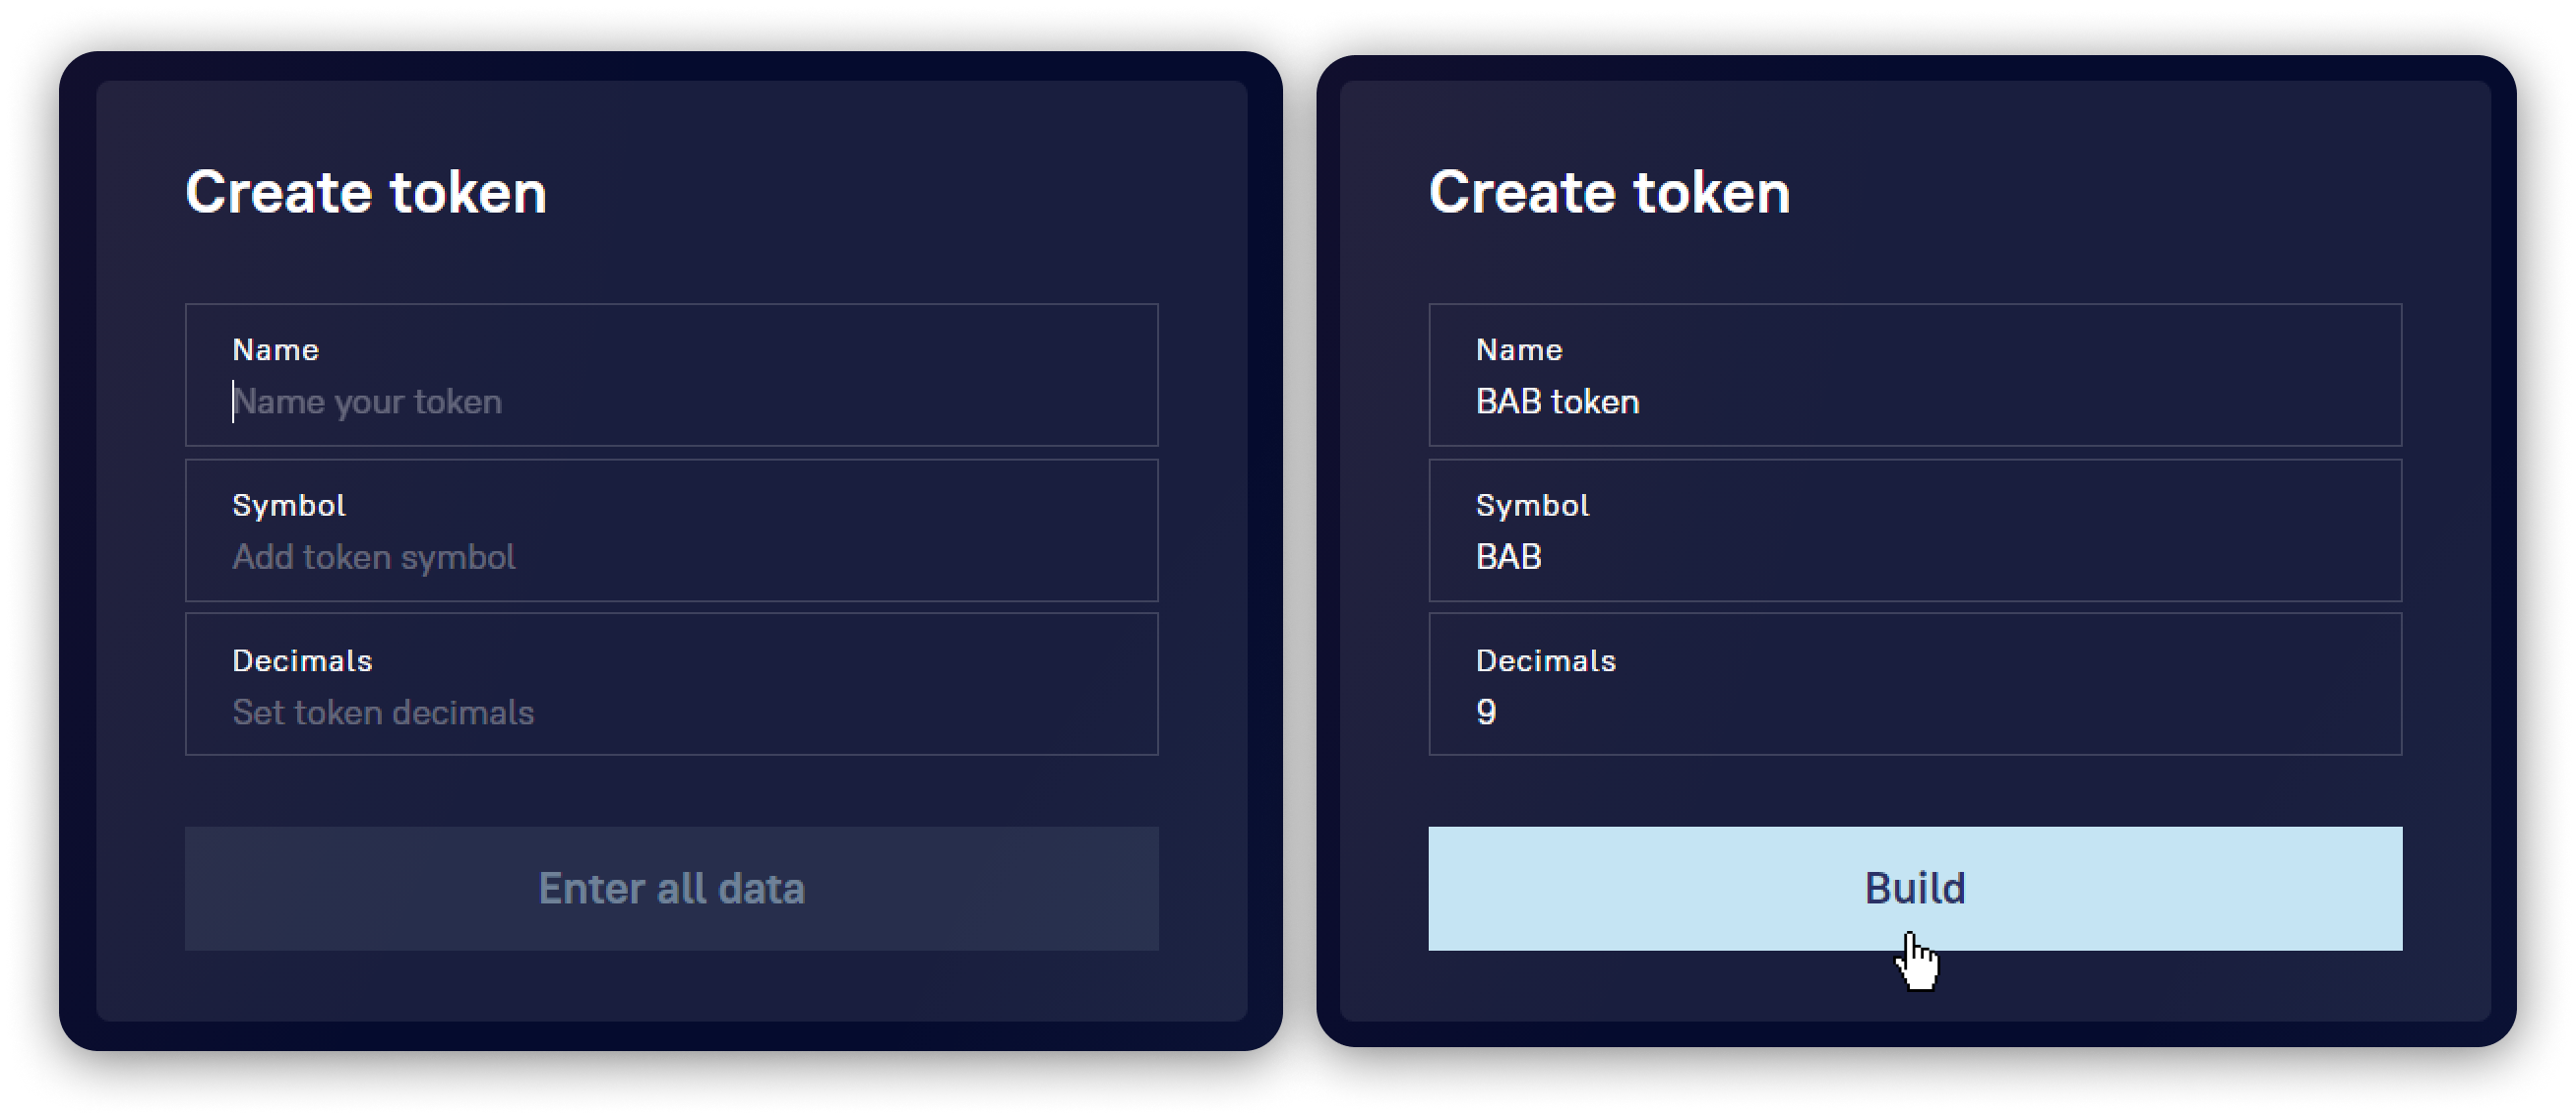 Create token
Name
Name your token
Symbol
Add token symbol
Decimals
Set token decimals
Enter all data
Create token
Name
BAB token
Symbol
BAB
Decimals
9
Build